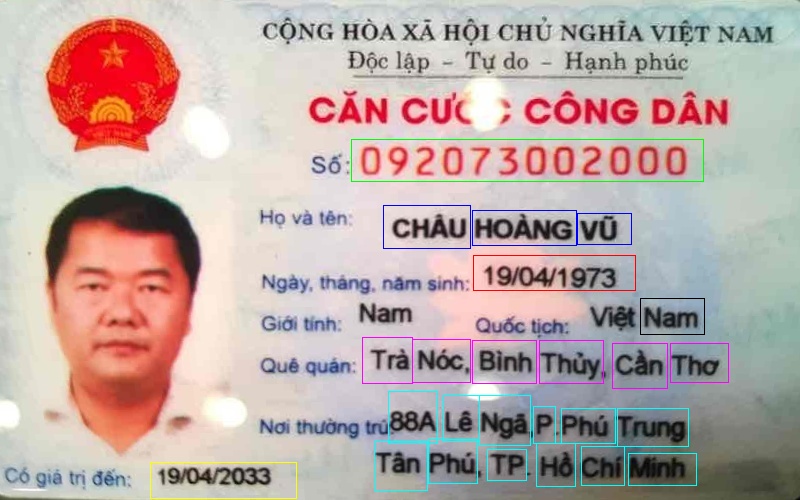 CỘNG HÒA XÃ HỘI CHỦ NGHĨA VIỆT NAM
Độc lập - Tự do - Hạnh phúc
CĂN CƯỚC CÔNG DÂN
Số: 092073002000
Họ và tên: CHÂU HOÀNG VŨ
Ngày, tháng, năm sinh: 19/04/1973
Giới tính: Nam Quốc tịch: Việt Nam
Quê quán: Trà Nóc, Bình Thủy, Cần Thơ
Nơi thường trú: 88A Lê Ngã, P. Phú Trung
Tân Phú, TP. Hồ Chí Minh
Có giá trị đến: 19/04/2033